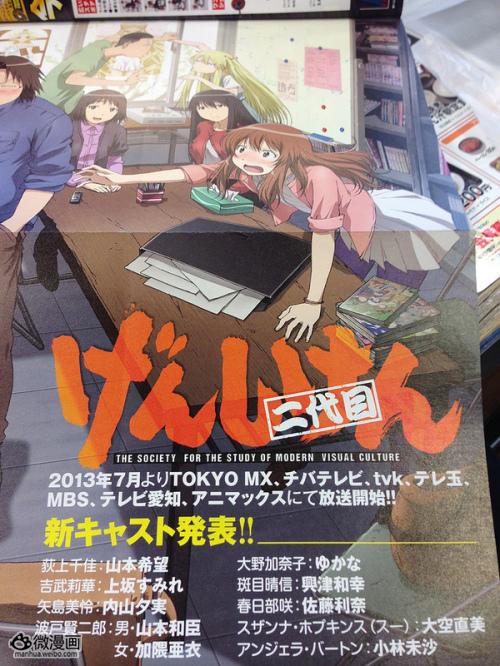 げんしけん
二代目
THE SOCIETY FOR THE STUDY OF MODERN VISUAL CULTURE
2013年7月よりTOKYO MX、チバテレビ、tvk、テレ玉、
MBS、テレビ愛知、アニマックスにて放送開始!!
新キャスト発表!!
荻上千佳:山本希望
吉武莉華:上坂すみれ
矢島美怜:内山夕実
波戸賢二郎:男・山本和臣
女・加隈亜衣
大野加奈子:ゆかな
斑目晴信:興津和幸
春日部咲:佐藤利奈
スザンナ・ホプキンス(スー):大空直美
アンジェラ・バートン:小林未沙
微漫画
manhua.weibo.com